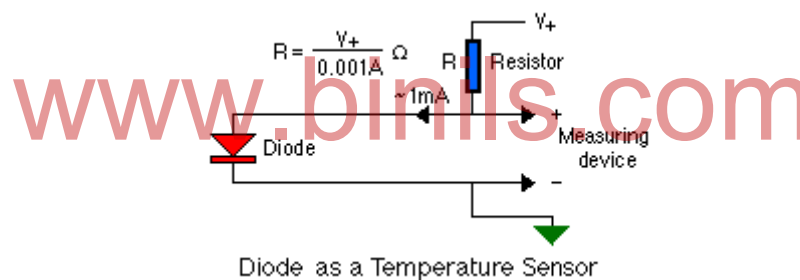 V+
R = V+ / 0.001A Ω
R Resistor
~1mA
www.binils.com
+
Measuring
device
Diode
−
Diode as a Temperature Sensor